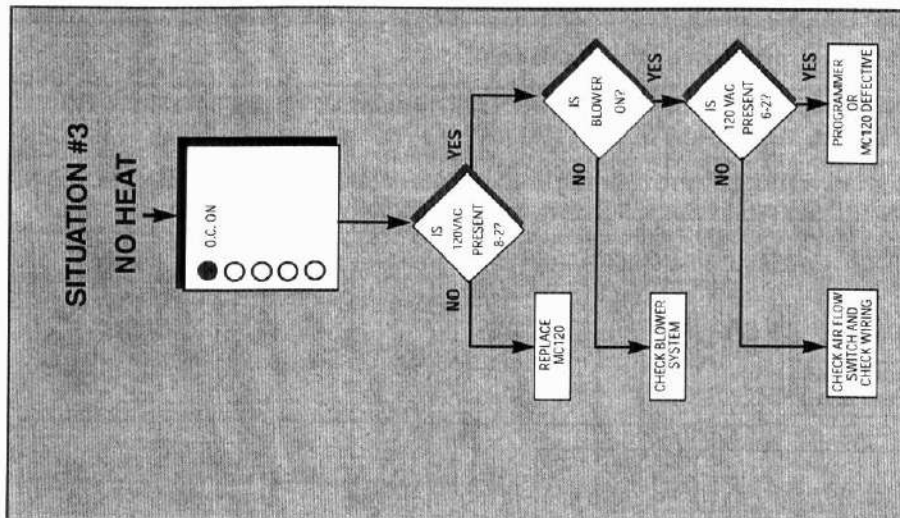 SITUATION #3
NO HEAT
O.C. ON
IS
120VAC
PRESENT
8-2?
NO
YES
REPLACE
MC120
IS
BLOWER
ON?
NO
YES
CHECK BLOWER
SYSTEM
IS
120 VAC
PRESENT
6-2?
NO
YES
CHECK AIR FLOW
SWITCH AND
CHECK WIRING
PROGRAMMER
OR
MC120 DEFECTIVE